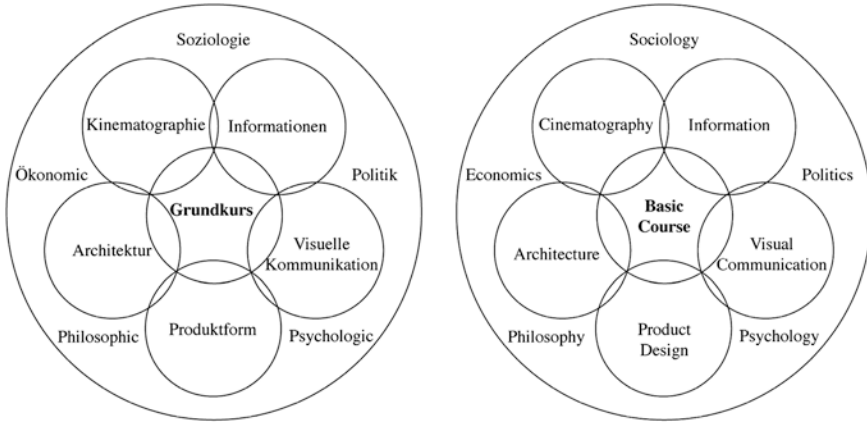 Soziologie
Kinematographie
Informationen
Ökonomic
Politik
Grundkurs
Architektur
Visuelle
Kommunikation
Philosophic
Produktform
Psychologic
Sociology
Cinematography
Information
Economics
Politics
Basic
Course
Architecture
Visual
Communication
Philosophy
Product
Design
Psychology